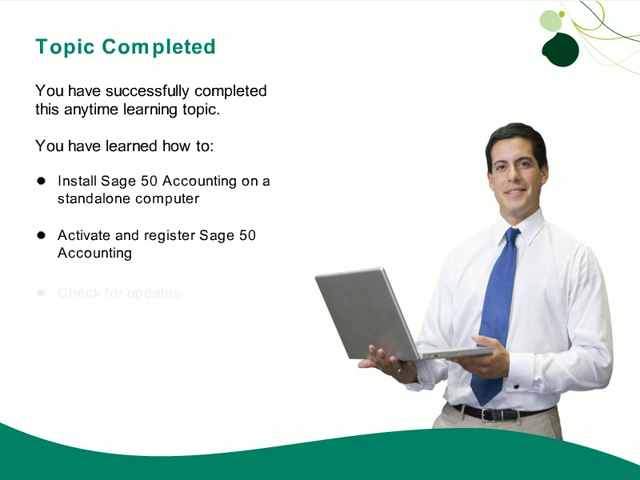 Topic Completed
You have successfully completed
this anytime learning topic.
You have learned how to:
Install Sage 50 Accounting on a
standalone computer
Activate and register Sage 50
Accounting
Check for updates